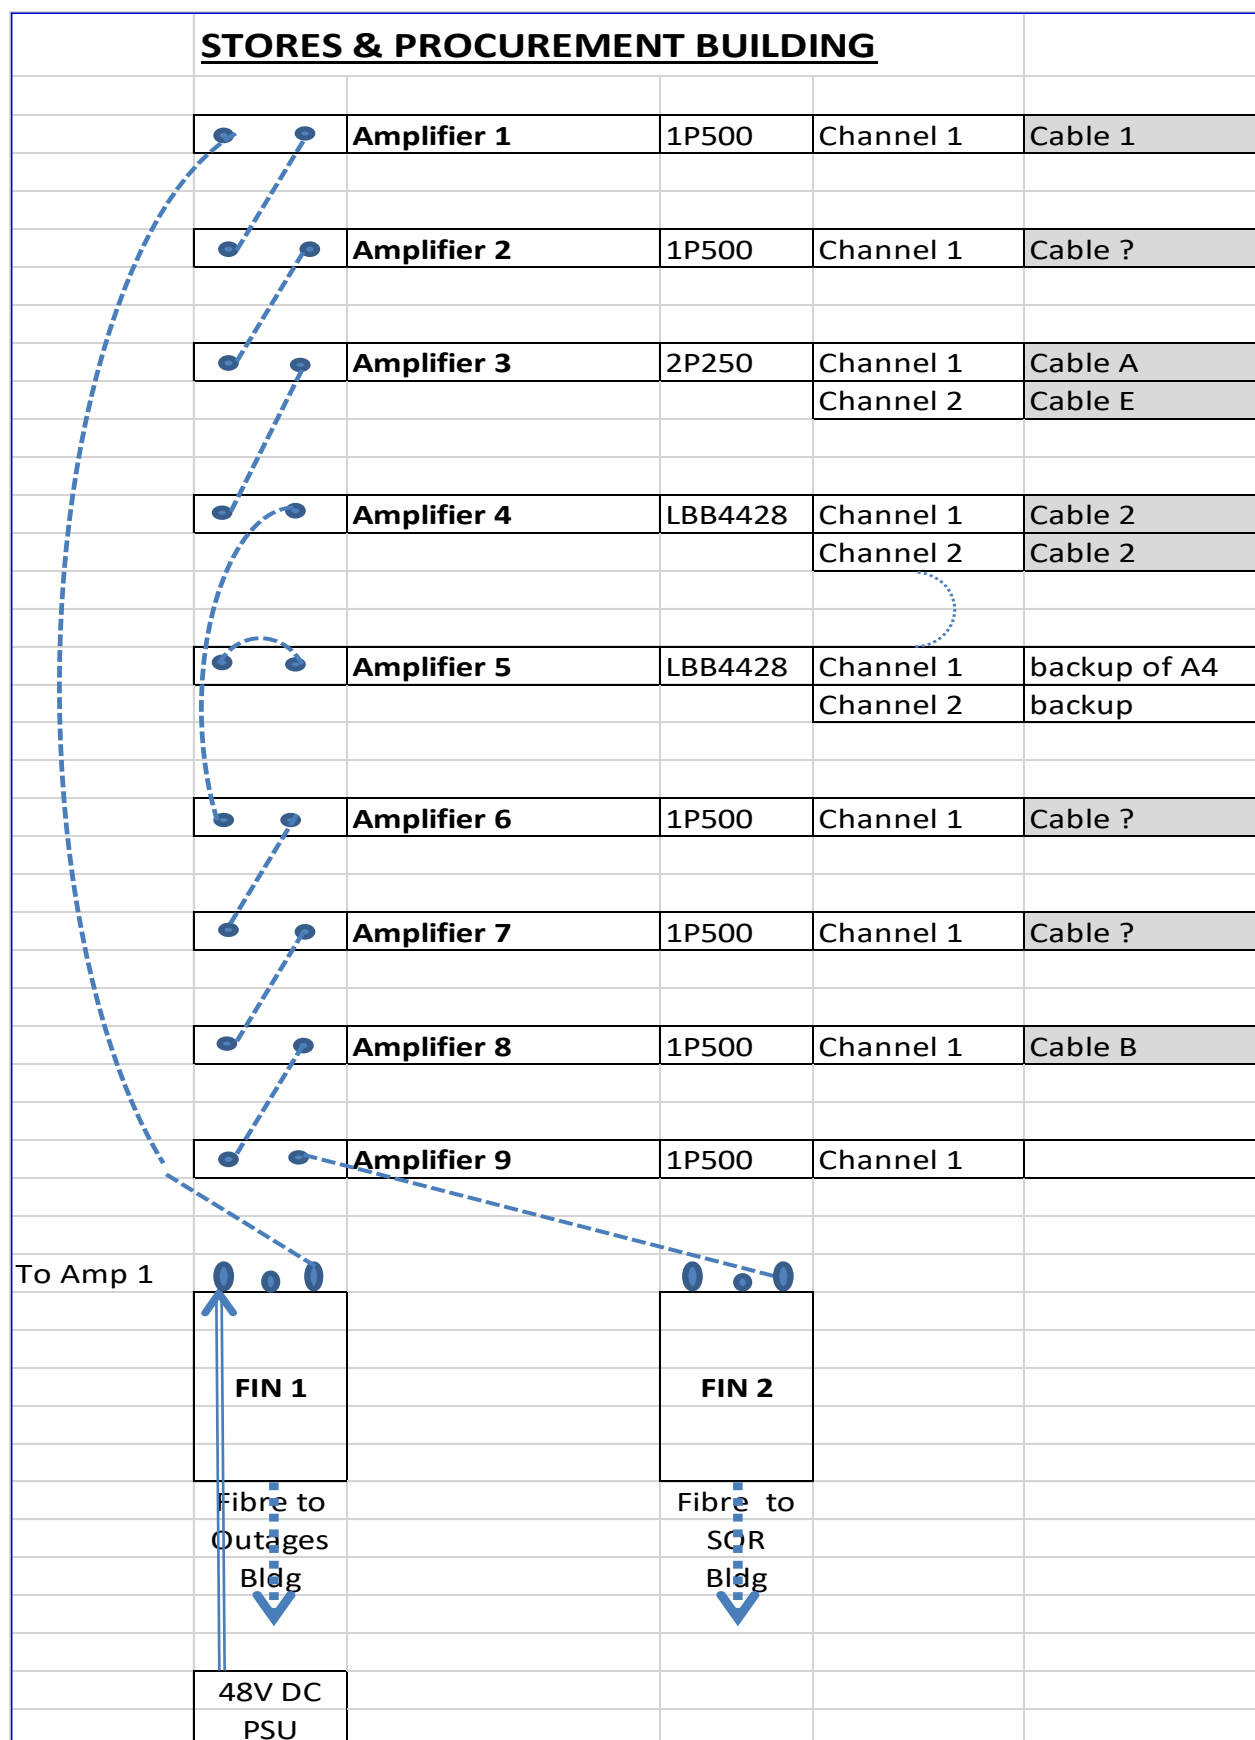 STORES & PROCUREMENT BUILDING
Amplifier 1 1P500 Channel 1 Cable 1
Amplifier 2 1P500 Channel 1 Cable ?
Amplifier 3 2P250 Channel 1 Cable A
Channel 2 Cable E
Amplifier 4 LBB4428 Channel 1 Cable 2
Channel 2 Cable 2
Amplifier 5 LBB4428 Channel 1 backup of A4
Channel 2 backup
Amplifier 6 1P500 Channel 1 Cable ?
Amplifier 7 1P500 Channel 1 Cable ?
Amplifier 8 1P500 Channel 1 Cable B
Amplifier 9 1P500 Channel 1
To Amp 1
FIN 1 FIN 2
Fibre to Fibre to
Outages SOR
Bldg Bldg
48V DC
PSU